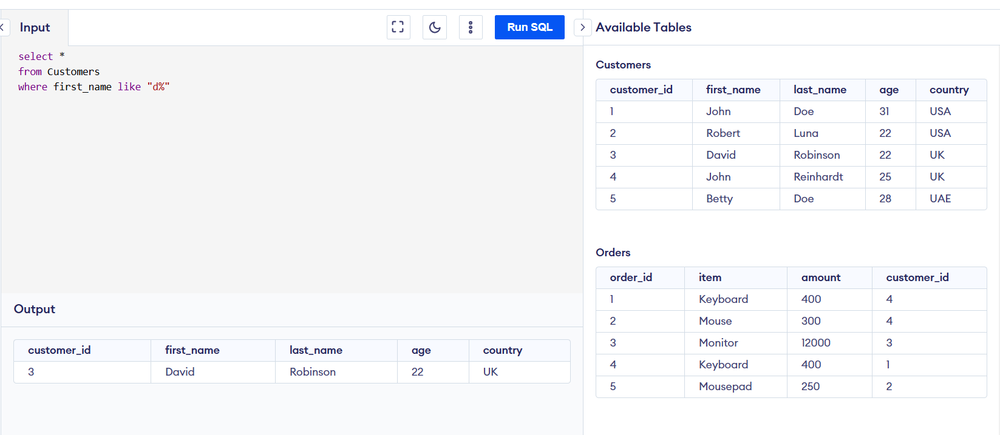 Input
Run SQL
select *
from Customers
where first_name like "d%"
Output
customer_id first_name last_name age country
3 David Robinson 22 UK
Available Tables
Customers
customer_id first_name last_name age country
1 John Doe 31 USA
2 Robert Luna 22 USA
3 David Robinson 22 UK
4 John Reinhardt 25 UK
5 Betty Doe 28 UAE
Orders
order_id item amount customer_id
1 Keyboard 400 4
2 Mouse 300 4
3 Monitor 12000 3
4 Keyboard 400 1
5 Mousepad 250 2